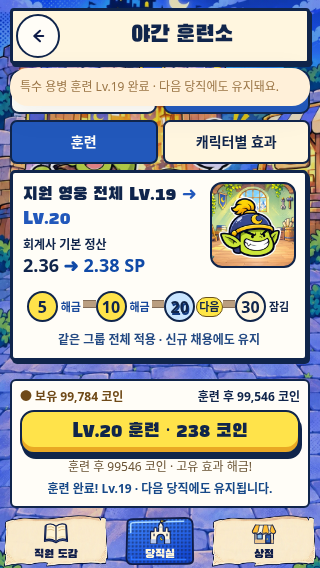 야간 훈련소
특수 용병 훈련 Lv.19 완료 · 다음 당직에도 유지돼요.
훈련
캐릭터별 효과
지원 영웅 전체 Lv.19 →
Lv.20
회계사 기본 정산
2.36 → 2.38 SP
5 해금 10 해금 20 다음 30 잠김
같은 그룹 전체 적용 · 신규 채용에도 유지
보유 99,784 코인
훈련 후 99,546 코인
Lv.20 훈련 · 238 코인
훈련 후 99546 코인 · 고유 효과 해금!
훈련 완료! Lv.19 · 다음 당직에도 유지됩니다.
직원 도감
당직실
상점